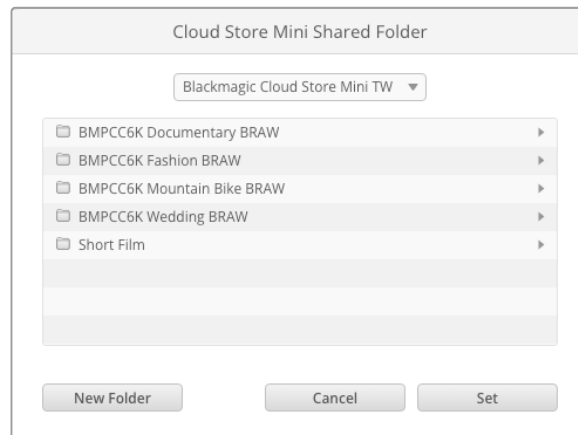 Cloud Store Mini Shared Folder
Blackmagic Cloud Store Mini TW
BMPCC6K Documentary BRAW
BMPCC6K Fashion BRAW
BMPCC6K Mountain Bike BRAW
BMPCC6K Wedding BRAW
Short Film
New Folder Cancel Set